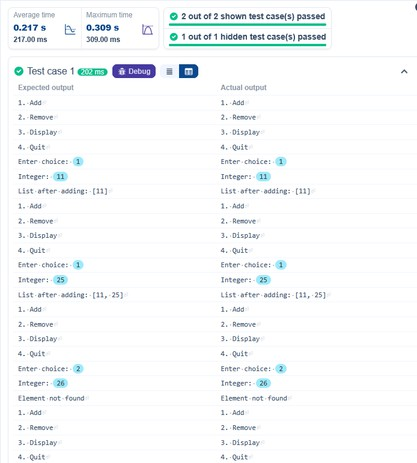 Average time
0.217 s
217.00 ms
Maximum time
0.309 s
309.00 ms
2 out of 2 shown test case(s) passed
1 out of 1 hidden test case(s) passed
Test case 1 202 ms Debug
Expected output Actual output
1. Add 1. Add
2. Remove 2. Remove
3. Display 3. Display
4. Quit 4. Quit
Enter choice: 1 Enter choice: 1
Integer: 11 Integer: 11
List after adding: [11] List after adding: [11]
1. Add 1. Add
2. Remove 2. Remove
3. Display 3. Display
4. Quit 4. Quit
Enter choice: 1 Enter choice: 1
Integer: 25 Integer: 25
List after adding: [11, 25] List after adding: [11, 25]
1. Add 1. Add
2. Remove 2. Remove
3. Display 3. Display
4. Quit 4. Quit
Enter choice: 2 Enter choice: 2
Integer: 26 Integer: 26
Element not found Element not found
1. Add 1. Add
2. Remove 2. Remove
3. Display 3. Display
4. Quit 4. Quit